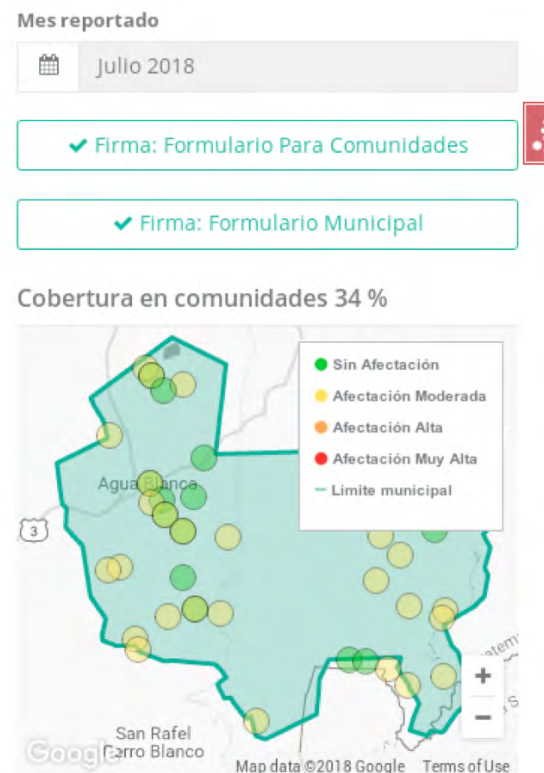 Mes reportado
Julio 2018
Firma: Formulario Para Comunidades
Firma: Formulario Municipal
Cobertura en comunidades 34 %
Sin Afectación
Afectación Moderada
Afectación Alta
Afectación Muy Alta
Limite municipal
Agua Blanca
3
San Rafel
Cerro Blanco
Google
Map data ©2018 Google Terms of Use